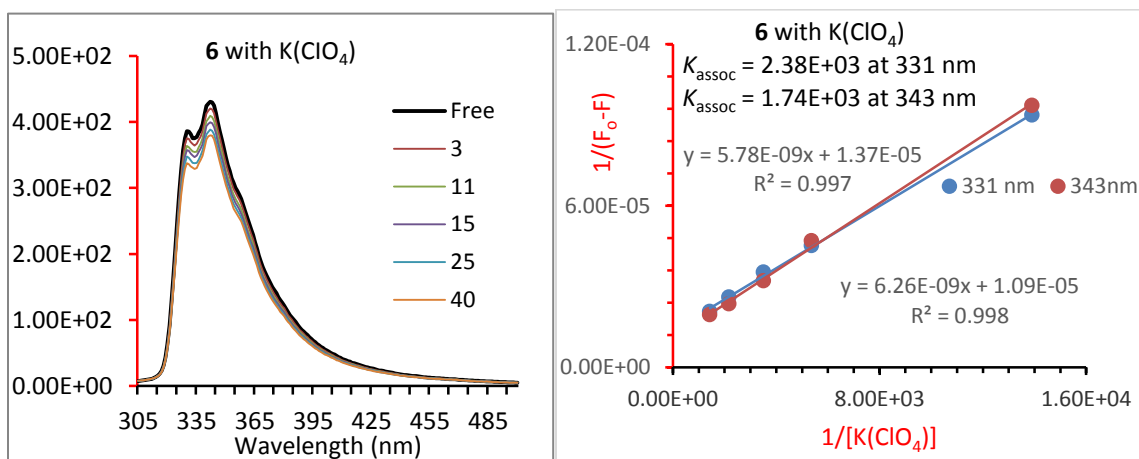 6 with K(ClO4)
5.00E+02
4.00E+02
3.00E+02
2.00E+02
1.00E+02
0.00E+00
Free
3
11
15
25
40
305 335 365 395 425 455 485
Wavelength (nm)
6 with K(ClO4)
Kassoc = 2.38E+03 at 331 nm
Kassoc = 1.74E+03 at 343 nm
1/(Fo-F)
1.20E-04
6.00E-05
0.00E+00
y = 5.78E-09x + 1.37E-05
R² = 0.997
331 nm 343nm
y = 6.26E-09x + 1.09E-05
R² = 0.998
0.00E+00 8.00E+03 1.60E+04
1/[K(ClO4)]